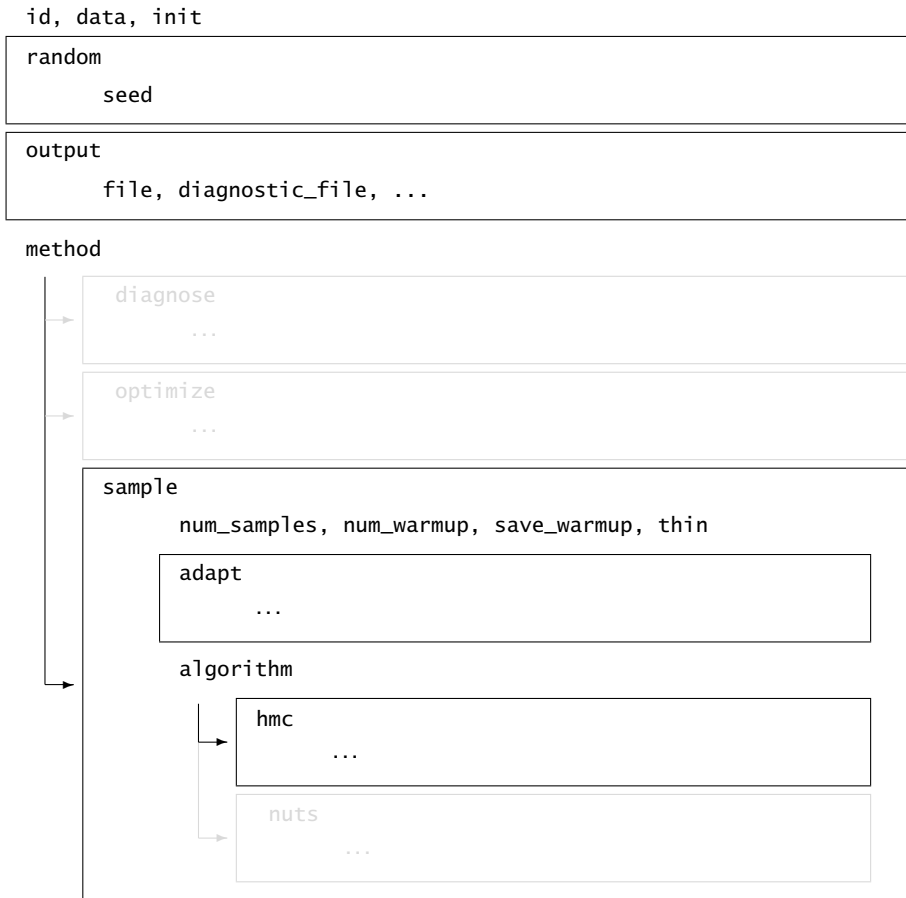 id, data, init
random
seed
output
file, diagnostic_file, ...
method
diagnose
...
optimize
...
sample
num_samples, num_warmup, save_warmup, thin
adapt
...
algorithm
hmc
...
nuts
...